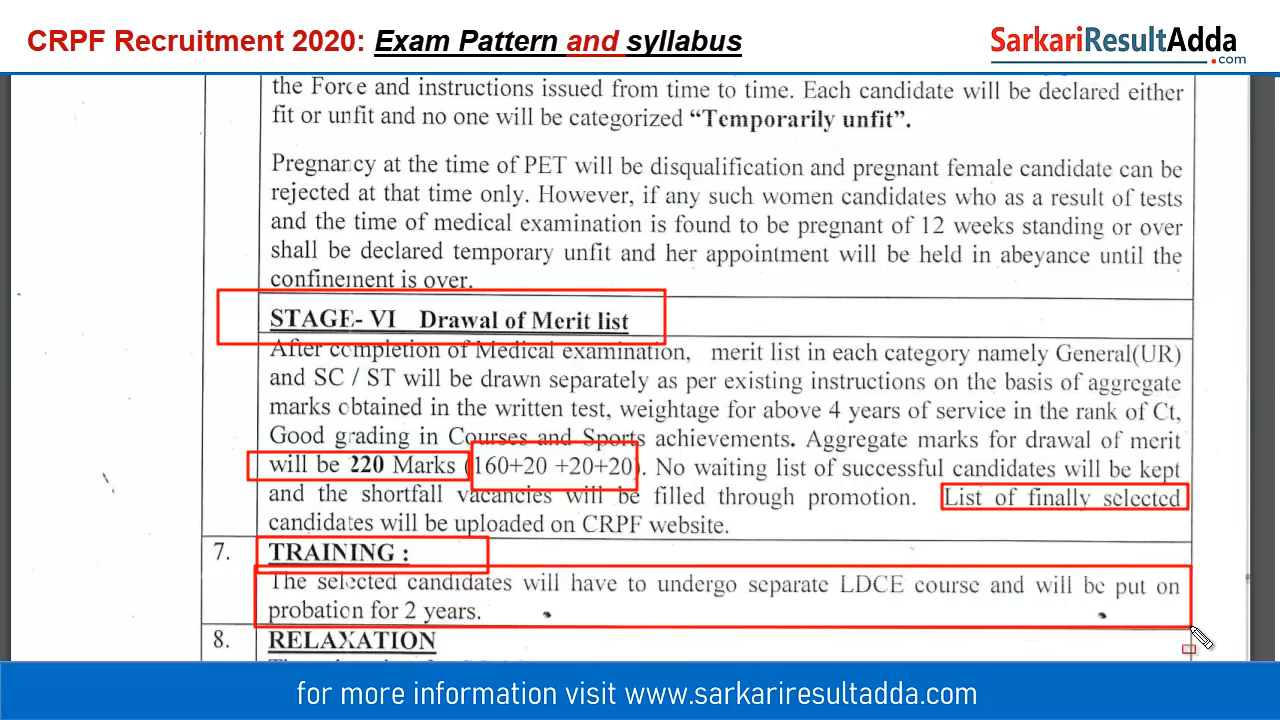 CRPF Recruitment 2020: Exam Pattern and syllabus
SarkariResultAdda
.com
the Force and instructions issued from time to time. Each candidate will be declared either
fit or unfit and no one will be categorized “Temporarily unfit”.
Pregnancy at the time of PET will be disqualification and pregnant female candidate can be
rejected at that time only. However, if any such women candidates who as a result of tests
and the time of medical examination is found to be pregnant of 12 weeks standing or over
shall be declared temporary unfit and her appointment will be held in abeyance until the
confinement is over.
STAGE- VI Drawal of Merit list
After completion of Medical examination, merit list in each category namely General(UR)
and SC / ST will be drawn separately as per existing instructions on the basis of aggregate
marks obtained in the written test, weightage for above 4 years of service in the rank of Ct,
Good grading in Courses and Sports achievements. Aggregate marks for drawal of merit
will be 220 Marks (160+20 +20+20). No waiting list of successful candidates will be kept
and the shortfall vacancies will be filled through promotion. List of finally selected
candidates will be uploaded on CRPF website.
7. TRAINING :
The selected candidates will have to undergo separate LDCE course and will be put on
probation for 2 years.
8. RELAXATION
for more information visit www.sarkariresultadda.com